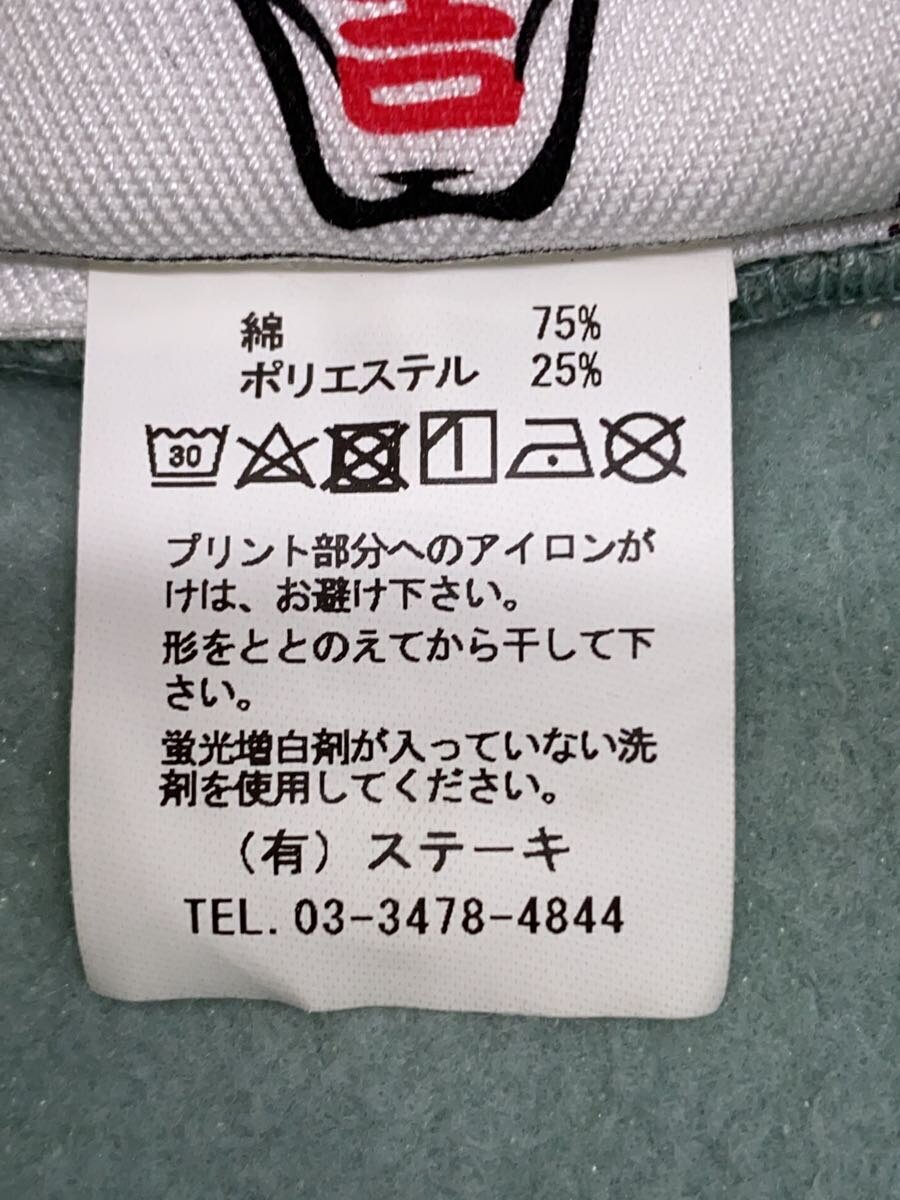 綿 75%
ポリエステル 25%
30
プリント部分へのアイロンが
けは、お避け下さい。
形をととのえてから干して下
さい。
蛍光増白剤が入っていない洗
剤を使用してください。
（有）ステーキ
TEL. 03-3478-4844